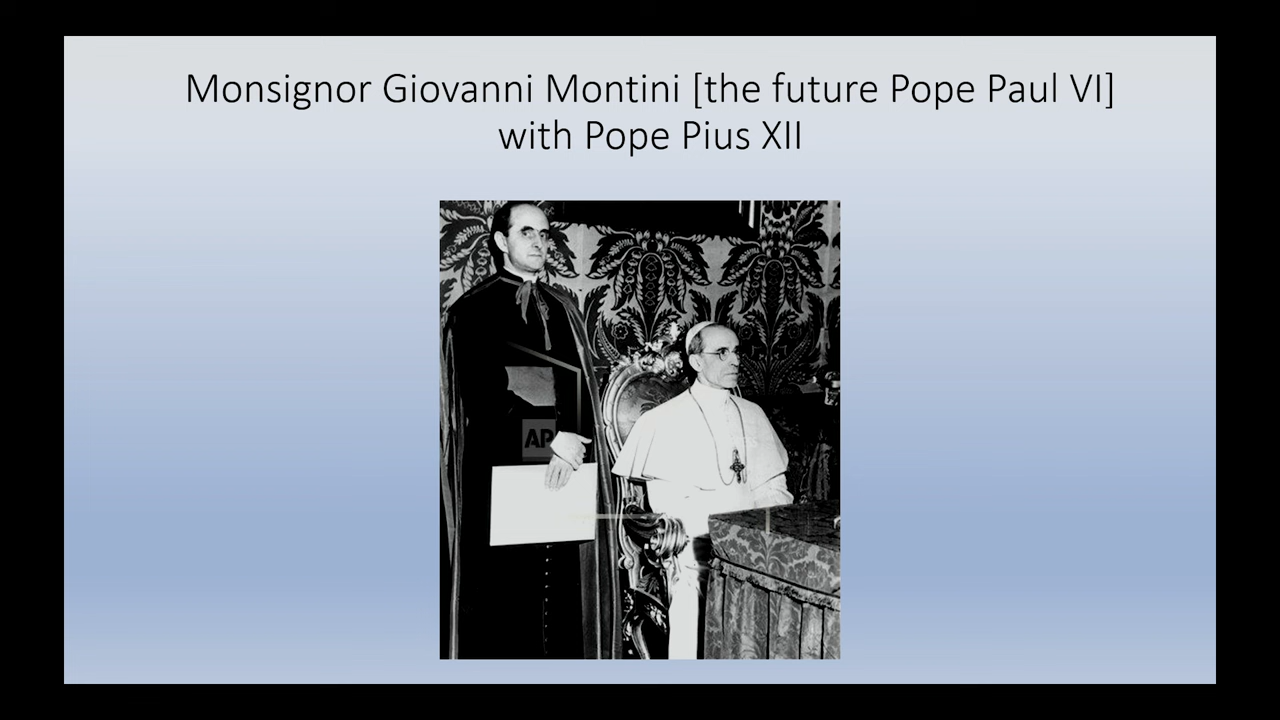 Monsignor Giovanni Montini [the future Pope Paul VI]
with Pope Pius XII
AP